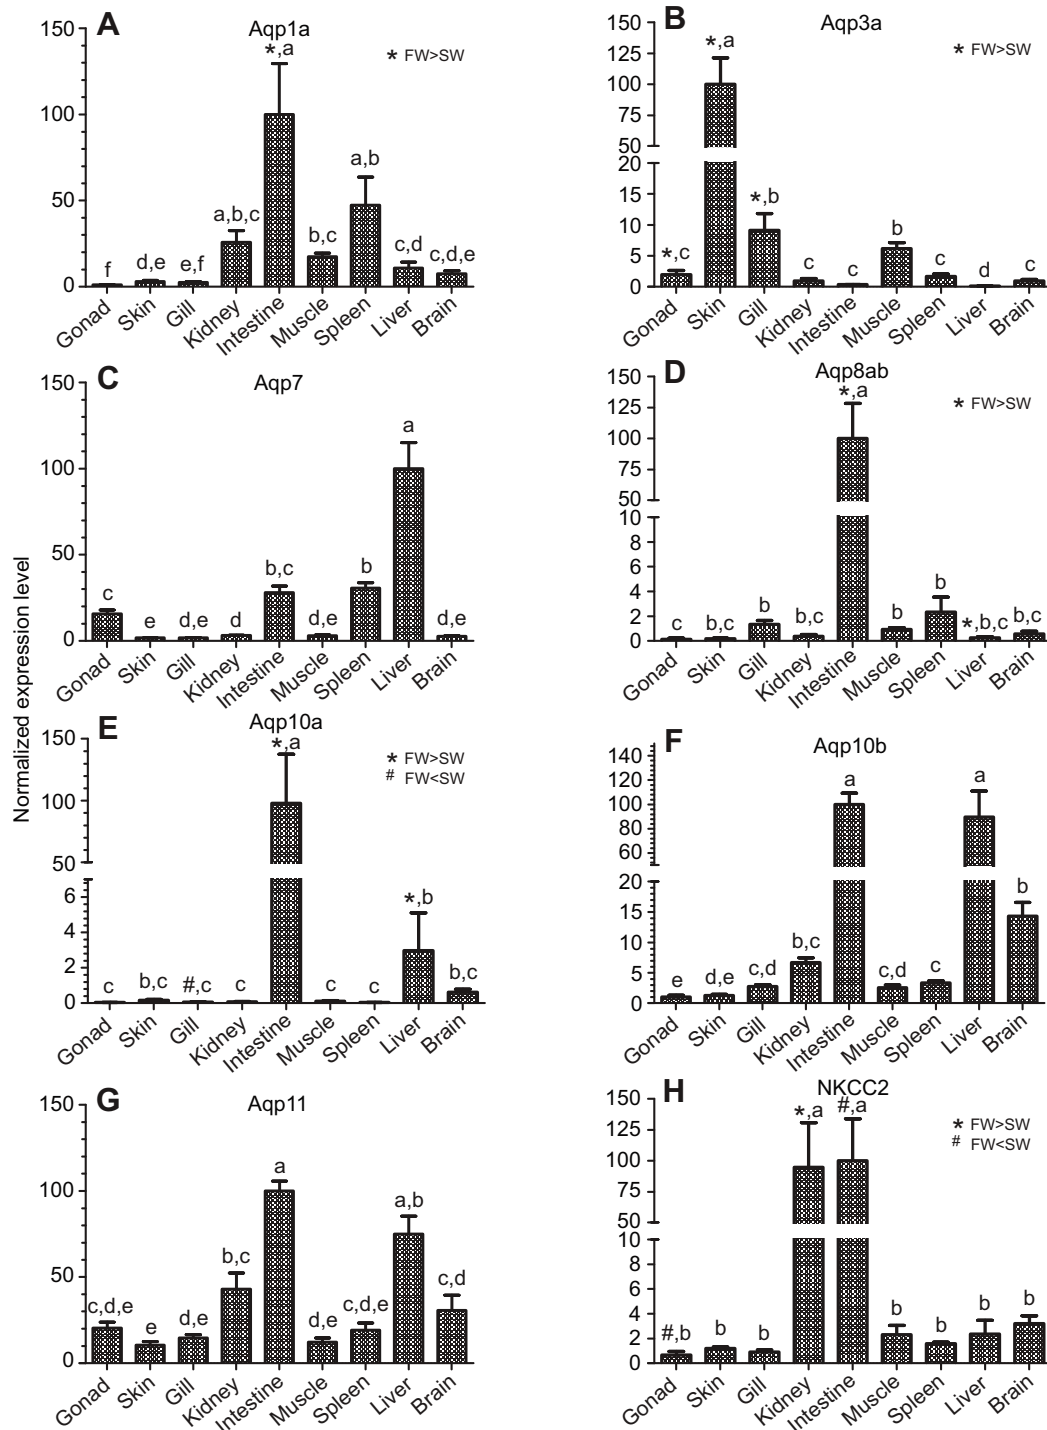 Normalized expression level
A
Aqp1a
* FW>SW
150
100
50
0
f
d,e
e,f
a,b,c
*,a
b,c
a,b
c,d
c,d,e
Gonad
Skin
Gill
Kidney
Intestine
Muscle
Spleen
Liver
Brain
B
Aqp3a
* FW>SW
150
125
100
75
50
20
15
10
5
0
*,c
*,a
*,b
c
c
b
c
d
c
Gonad
Skin
Gill
Kidney
Intestine
Muscle
Spleen
Liver
Brain
C
Aqp7
150
100
50
0
c
e
d,e
d
b,c
d,e
b
a
d,e
Gonad
Skin
Gill
Kidney
Intestine
Muscle
Spleen
Liver
Brain
D
Aqp8ab
* FW>SW
150
125
100
75
50
10
8
6
4
2
0
c
b,c
b
b,c
*,a
b
b
*,b,c
b,c
Gonad
Skin
Gill
Kidney
Intestine
Muscle
Spleen
Liver
Brain
E
Aqp10a
* FW>SW
# FW<SW
150
100
50
6
4
2
0
c
b,c
#,c
c
*,a
c
c
*,b
b,c
Gonad
Skin
Gill
Kidney
Intestine
Muscle
Spleen
Liver
Brain
F
Aqp10b
140
120
100
80
60
20
15
10
5
0
e
d,e
c,d
b,c
a
c,d
c
a
b
Gonad
Skin
Gill
Kidney
Intestine
Muscle
Spleen
Liver
Brain
G
Aqp11
150
100
50
0
c,d,e
e
d,e
b,c
a
d,e
c,d,e
a,b
c,d
Gonad
Skin
Gill
Kidney
Intestine
Muscle
Spleen
Liver
Brain
H
NKCC2
* FW>SW
# FW<SW
150
125
100
75
50
10
8
6
4
2
0
#,b
b
b
*,a
#,a
b
b
b
b
Gonad
Skin
Gill
Kidney
Intestine
Muscle
Spleen
Liver
Brain